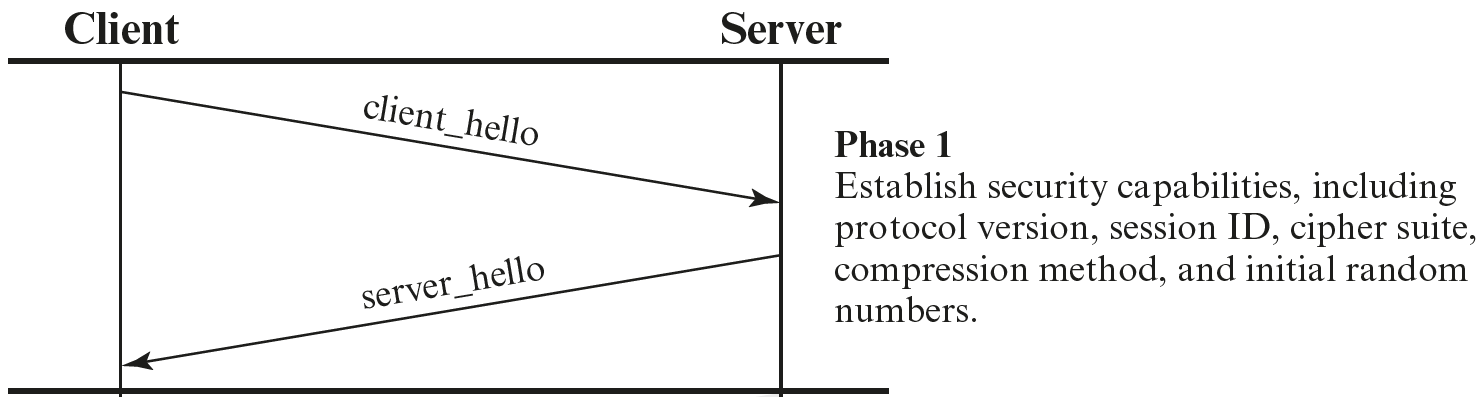 Client
Server
client_hello
Phase 1
Establish security capabilities, including
protocol version, session ID, cipher suite,
compression method, and initial random
numbers.
server_hello